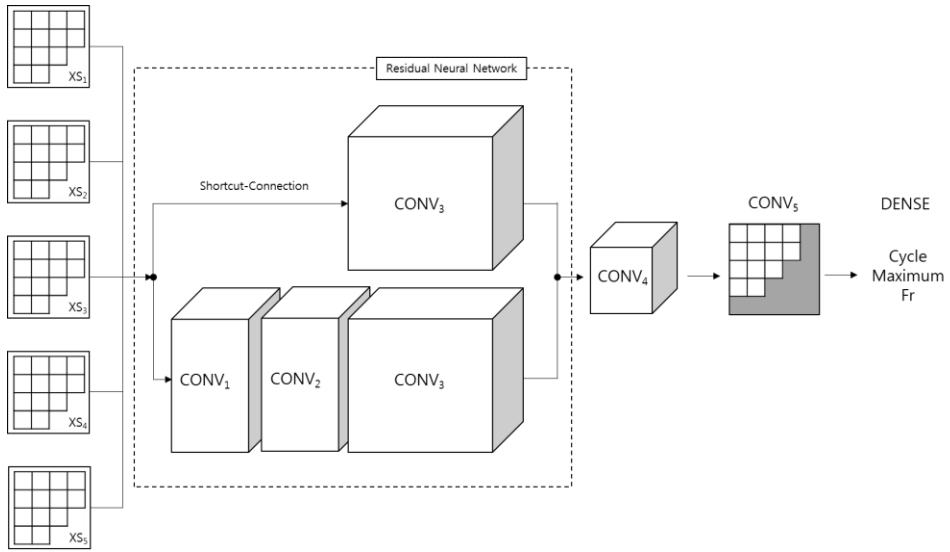 XS₁
XS₂
XS₃
XS₄
XS₅
Residual Neural Network
Shortcut-Connection
CONV₃
CONV₁
CONV₂
CONV₃
CONV₄
CONV₅
DENSE
Cycle
Maximum
Fr